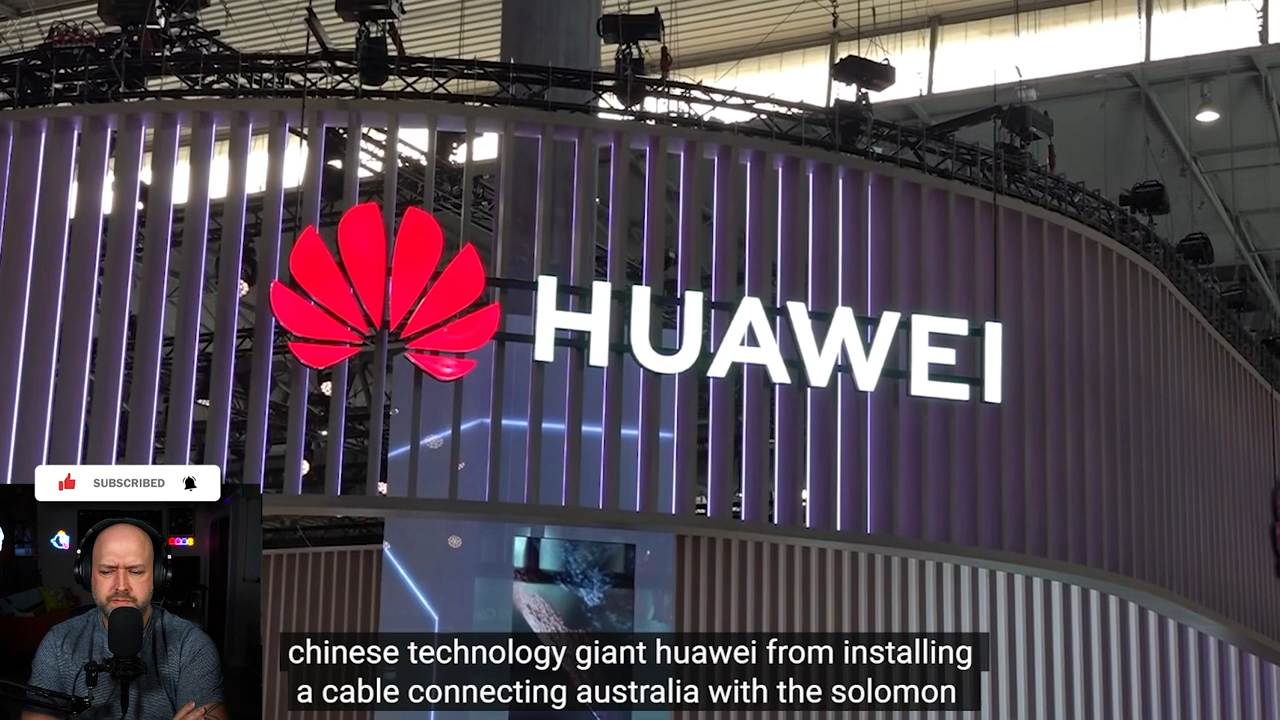 HUAWEI
SUBSCRIBED
chinese technology giant huawei from installing
a cable connecting australia with the solomon